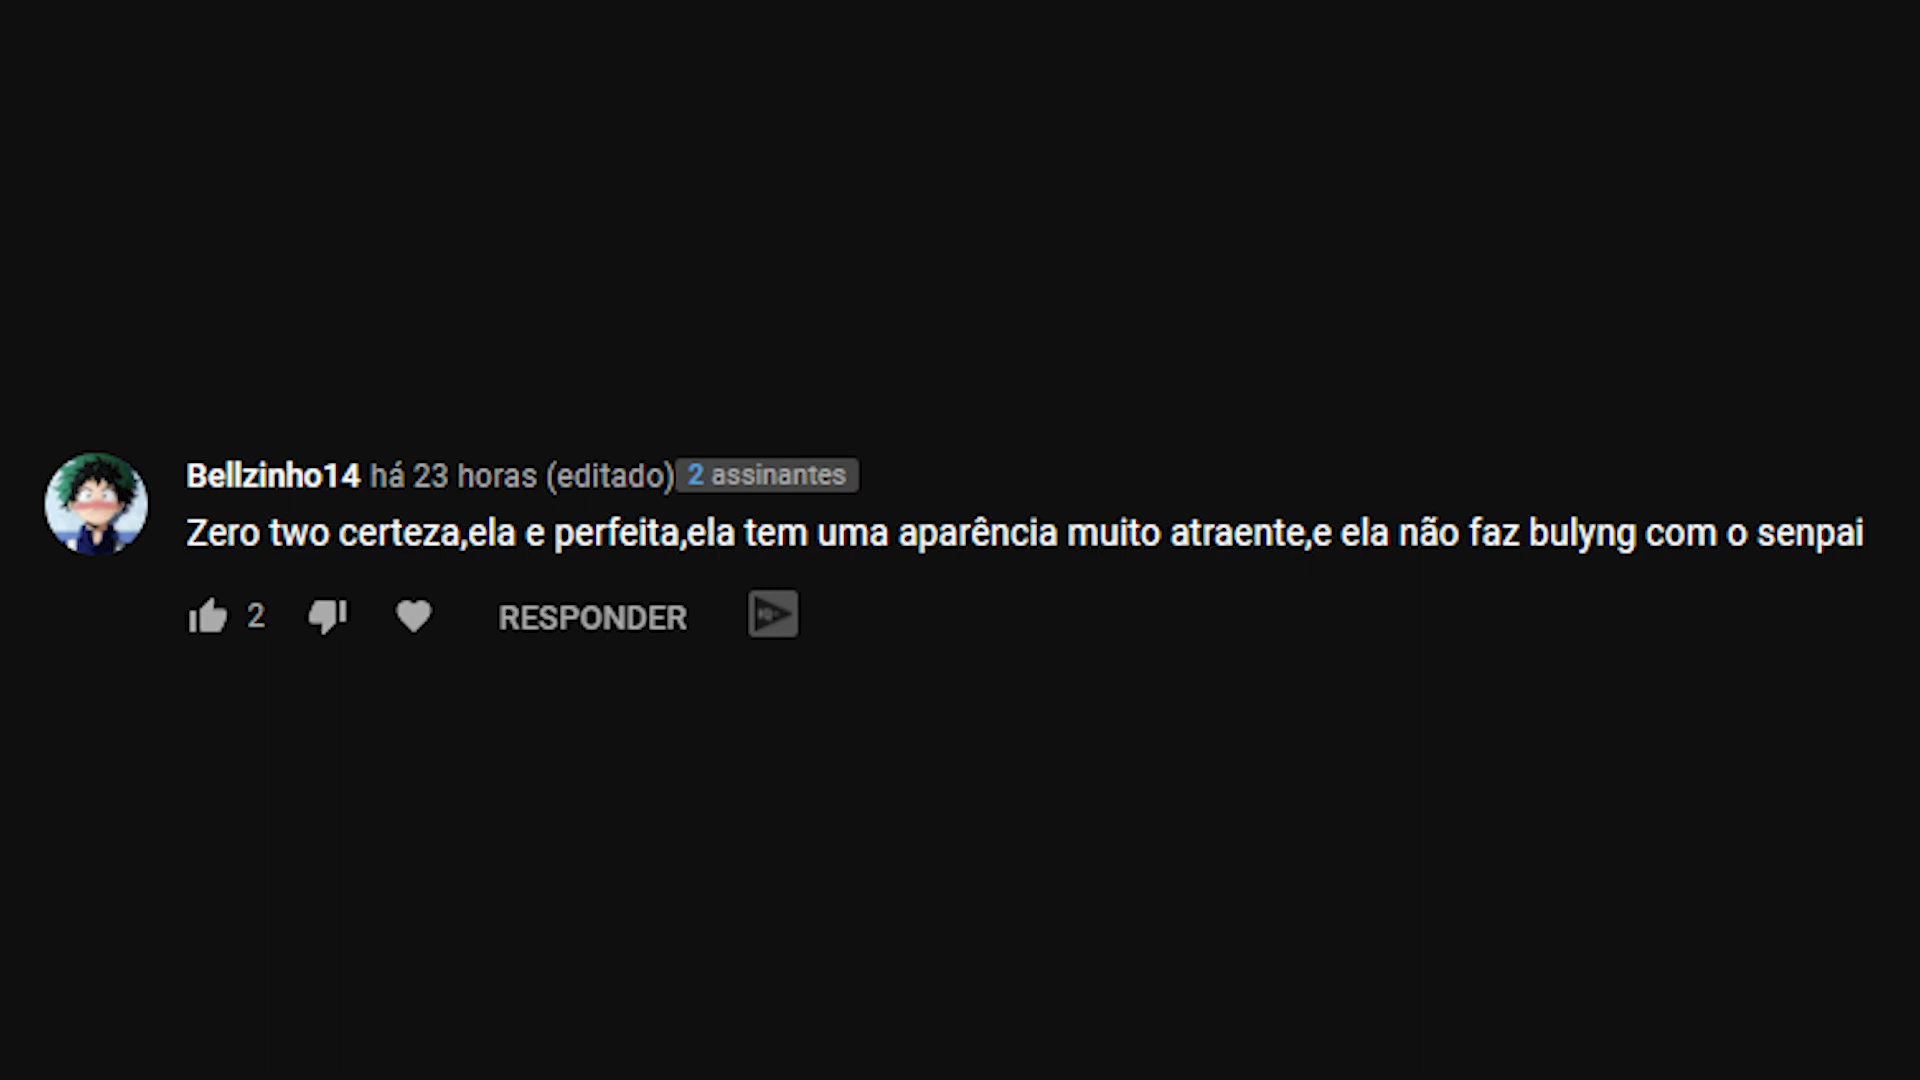 Bellzinho14 há 23 horas (editado) 2 assinantes
Zero two certeza,ela e perfeita,ela tem uma aparência muito atraente,e ela não faz bulyng com o senpai
2 RESPONDER